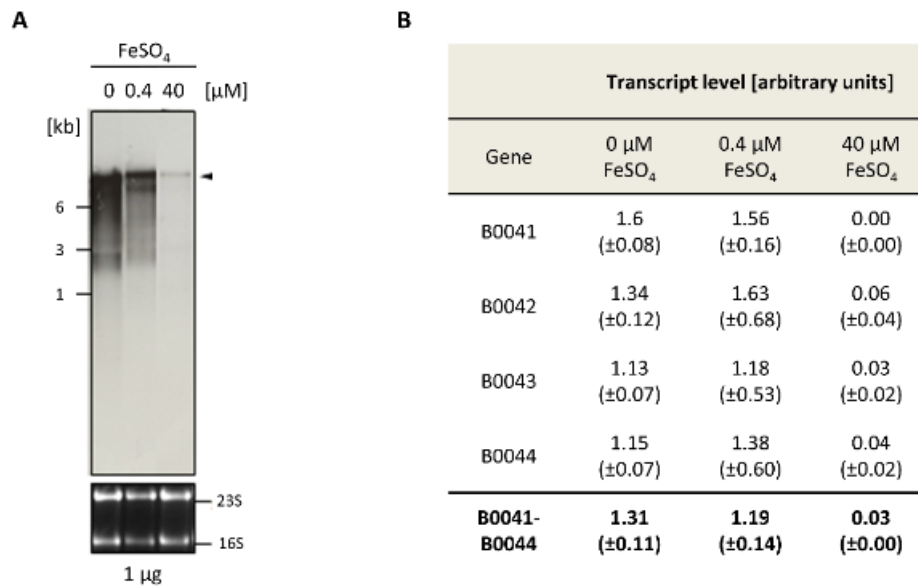 A
FeSO₄
0 0.4 40 [µM]
[kb]
6
3
1
23S
16S
1 µg
B
Transcript level [arbitrary units]
Gene 0 µM FeSO₄ 0.4 µM FeSO₄ 40 µM FeSO₄
B0041 1.6 (±0.08) 1.56 (±0.16) 0.00 (±0.00)
B0042 1.34 (±0.12) 1.63 (±0.68) 0.06 (±0.04)
B0043 1.13 (±0.07) 1.18 (±0.53) 0.03 (±0.02)
B0044 1.15 (±0.07) 1.38 (±0.60) 0.04 (±0.02)
B0041-B0044 1.31 (±0.11) 1.19 (±0.14) 0.03 (±0.00)